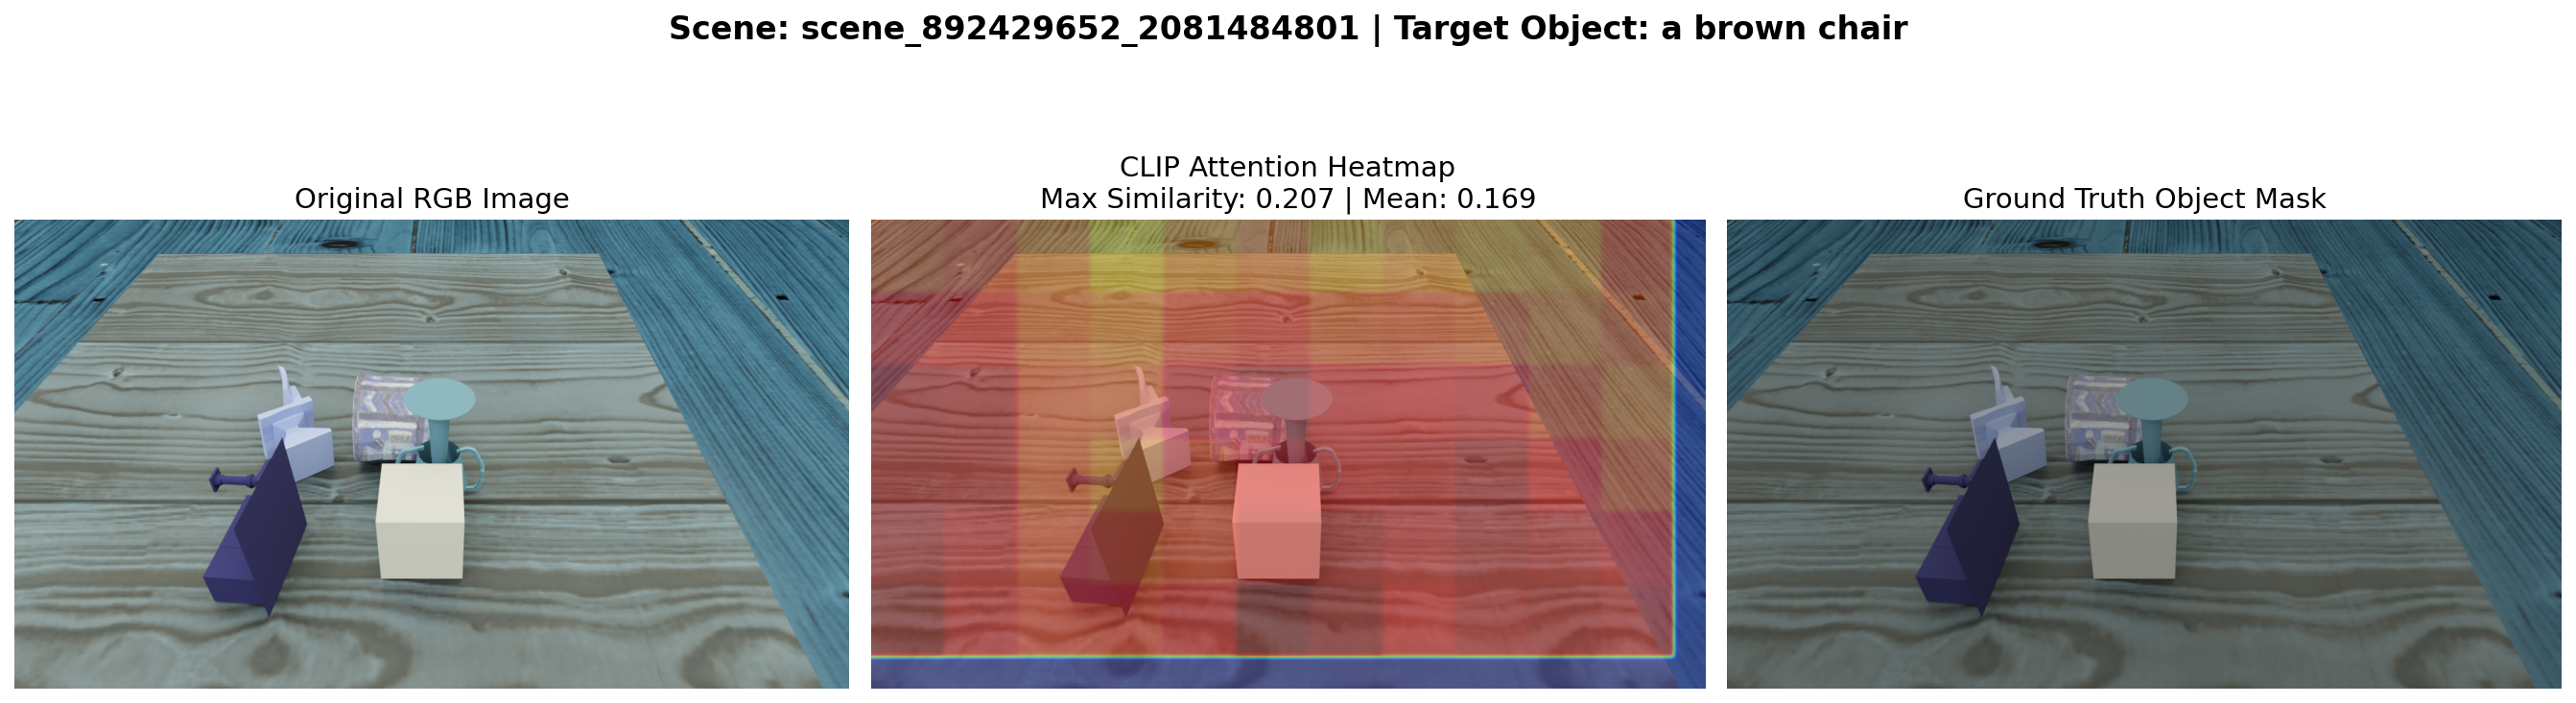 Scene: scene_892429652_2081484801 | Target Object: a brown chair
Original RGB Image
CLIP Attention Heatmap
Max Similarity: 0.207 | Mean: 0.169
Ground Truth Object Mask